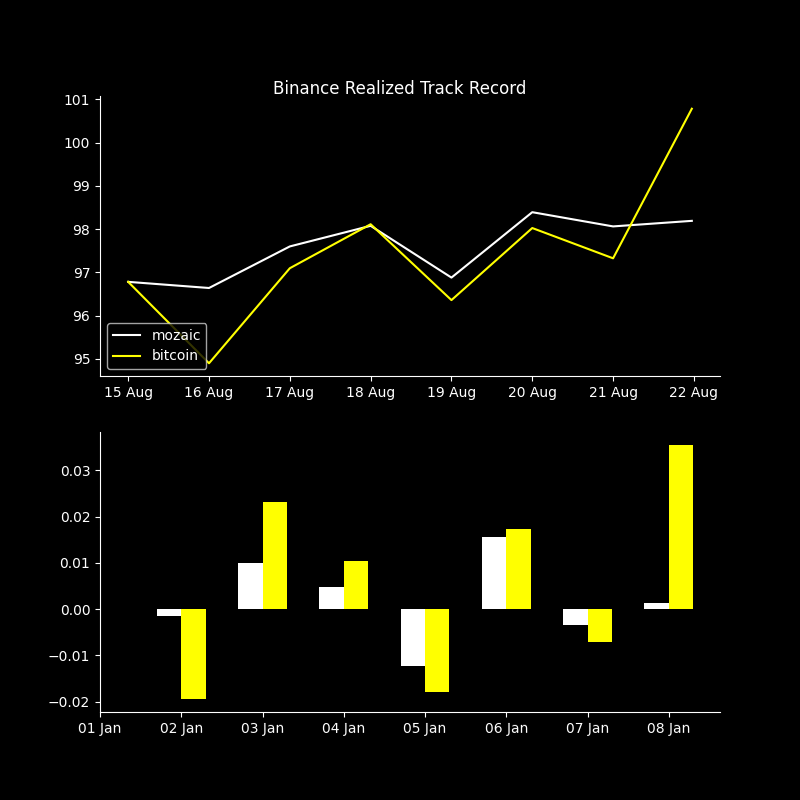 Binance Realized Track Record
101
100
99
98
97
96
95
mozaic
bitcoin
15 Aug 16 Aug 17 Aug 18 Aug 19 Aug 20 Aug 21 Aug 22 Aug
0.03
0.02
0.01
0.00
−0.01
−0.02
01 Jan 02 Jan 03 Jan 04 Jan 05 Jan 06 Jan 07 Jan 08 Jan